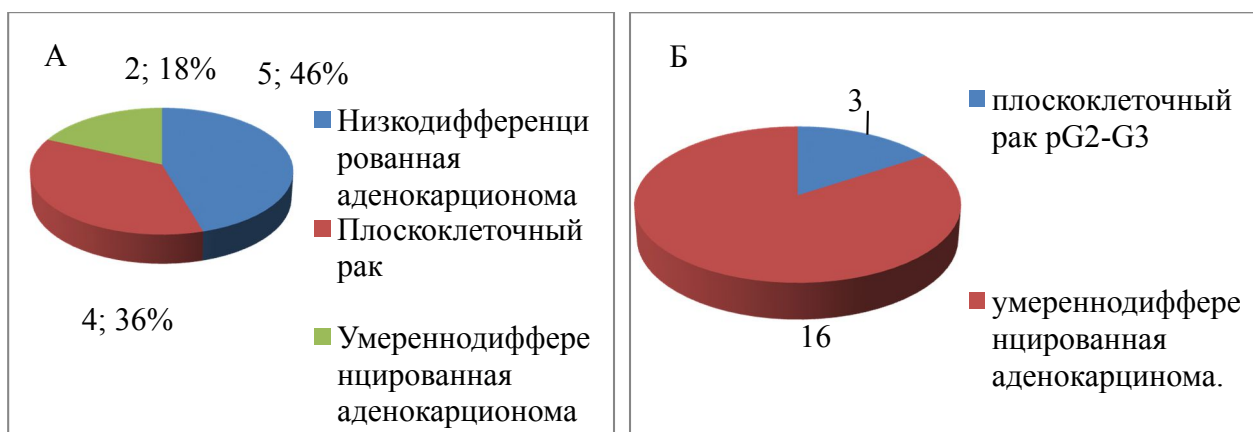 А
2; 18%
5; 46%
Низкодифференци
рованная
аденокарционома
Плоскоклеточный
рак
4; 36%
Умереннодиффере
нцированная
аденокарционома
Б
3
плоскоклеточный
рак pG2-G3
16
умереннодиффере
нцированная
аденокарцинома.